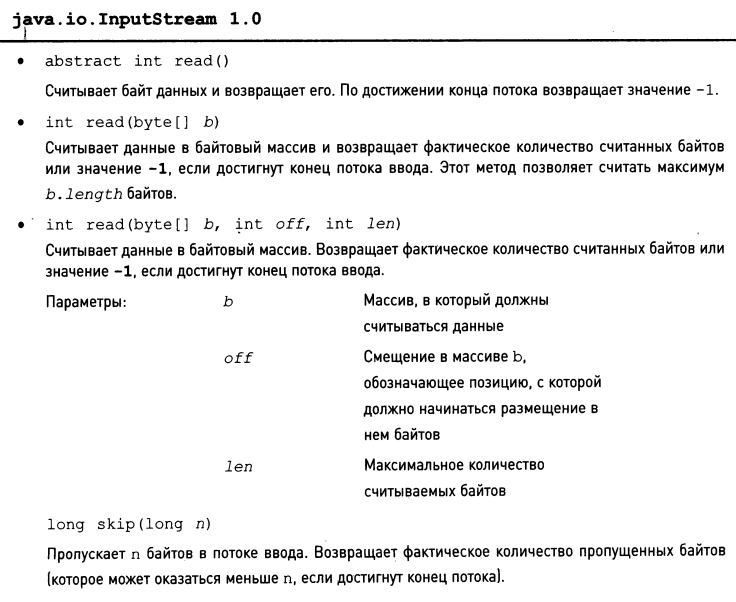 java.io.InputStream 1.0
• abstract int read()
Считывает байт данных и возвращает его. По достижении конца потока возвращает значение −1.
• int read(byte[] b)
Считывает данные в байтовый массив и возвращает фактическое количество считанных байтов
или значение −1, если достигнут конец потока ввода. Этот метод позволяет считать максимум
b.length байтов.
• int read(byte[] b, int off, int len)
Считывает данные в байтовый массив. Возвращает фактическое количество считанных байтов или
значение −1, если достигнут конец потока ввода.
Параметры: b Массив, в который должны
считываться данные
off Смещение в массиве b,
обозначающее позицию, с которой
должно начинаться размещение в
нем байтов
len Максимальное количество
считываемых байтов
long skip(long n)
Пропускает n байтов в потоке ввода. Возвращает фактическое количество пропущенных байтов
(которое может оказаться меньше n, если достигнут конец потока).